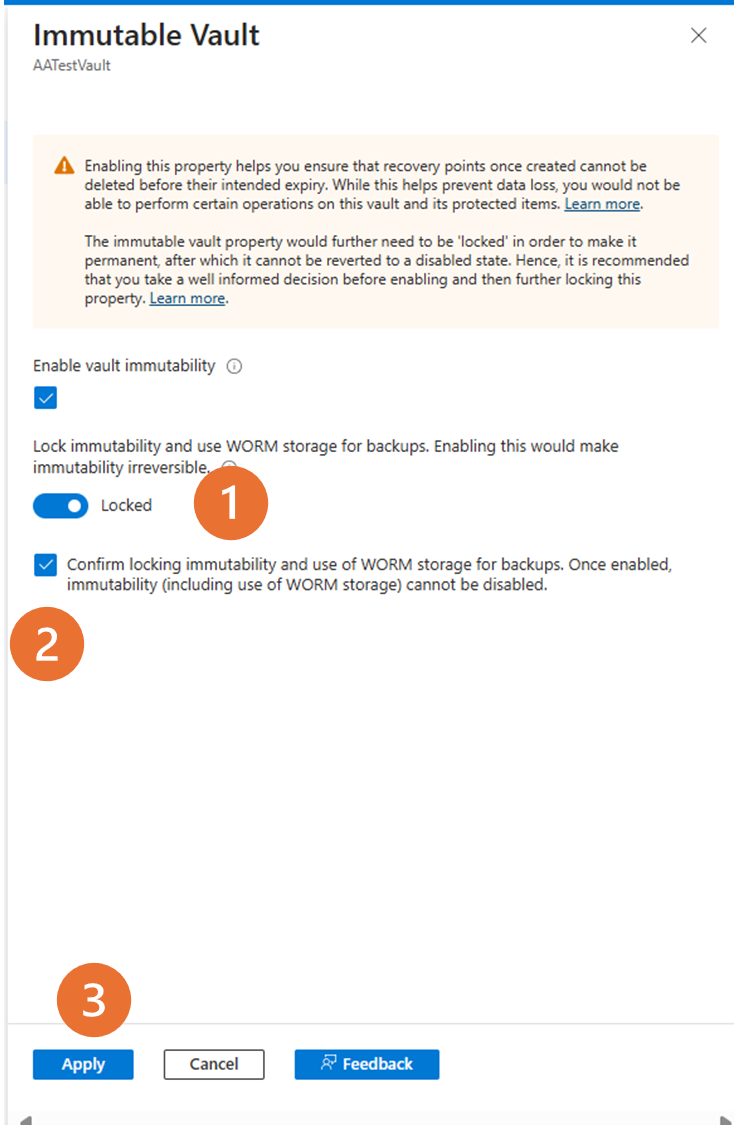 Immutable Vault
AATestVault
Enabling this property helps you ensure that recovery points once created cannot be
deleted before their intended expiry. While this helps prevent data loss, you would not be
able to perform certain operations on this vault and its protected items. Learn more.
The immutable vault property would further need to be 'locked' in order to make it
permanent, after which it cannot be reverted to a disabled state. Hence, it is recommended
that you take a well informed decision before enabling and then further locking this
property. Learn more.
Enable vault immutability
Lock immutability and use WORM storage for backups. Enabling this would make
immutability irreversible.
Locked
1
Confirm locking immutability and use of WORM storage for backups. Once enabled,
immutability (including use of WORM storage) cannot be disabled.
2
3
Apply
Cancel
Feedback